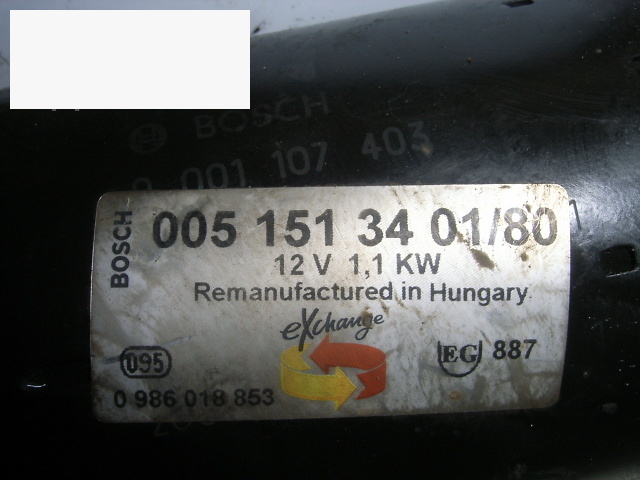 BOSCH
0 001 107 403
BOSCH
005 151 34 01/80
12 V 1,1 KW
Remanufactured in Hungary
eXchange
095
EG 887
0 986 018 853